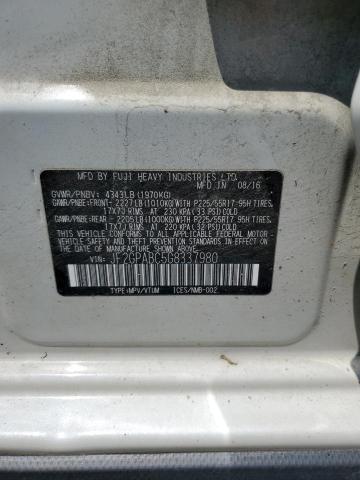 MFD BY FUJI HEAVY INDUSTRIES LTD.
MFD IN 08/16
GVWR/PNBV: 4343LB(1970KG)
GAWR/PNBE:FRONT- 2227LB(1010KG)WITH P225/55R17-95H TIRES,
17X7J RIMS AT 230 KPA(33 PSI)COLD
GAWR/PNBE:REAR - 2205LB(1000KG)WITH P225/55R17-95H TIRES,
17X7J RIMS AT 220 KPA(32 PSI)COLD
THIS VEHICLE CONFORMS TO ALL APPLICABLE FEDERAL MOTOR
VEHICLE SAFETY AND THEFT PREVENTION STANDARDS IN EFFECT
ON THE DATE OF MANUFACTURE SHOWN ABOVE.
VIN: JF2GPABC5G8337980
TYPE:MPV/VTUM ICES/NMB-002